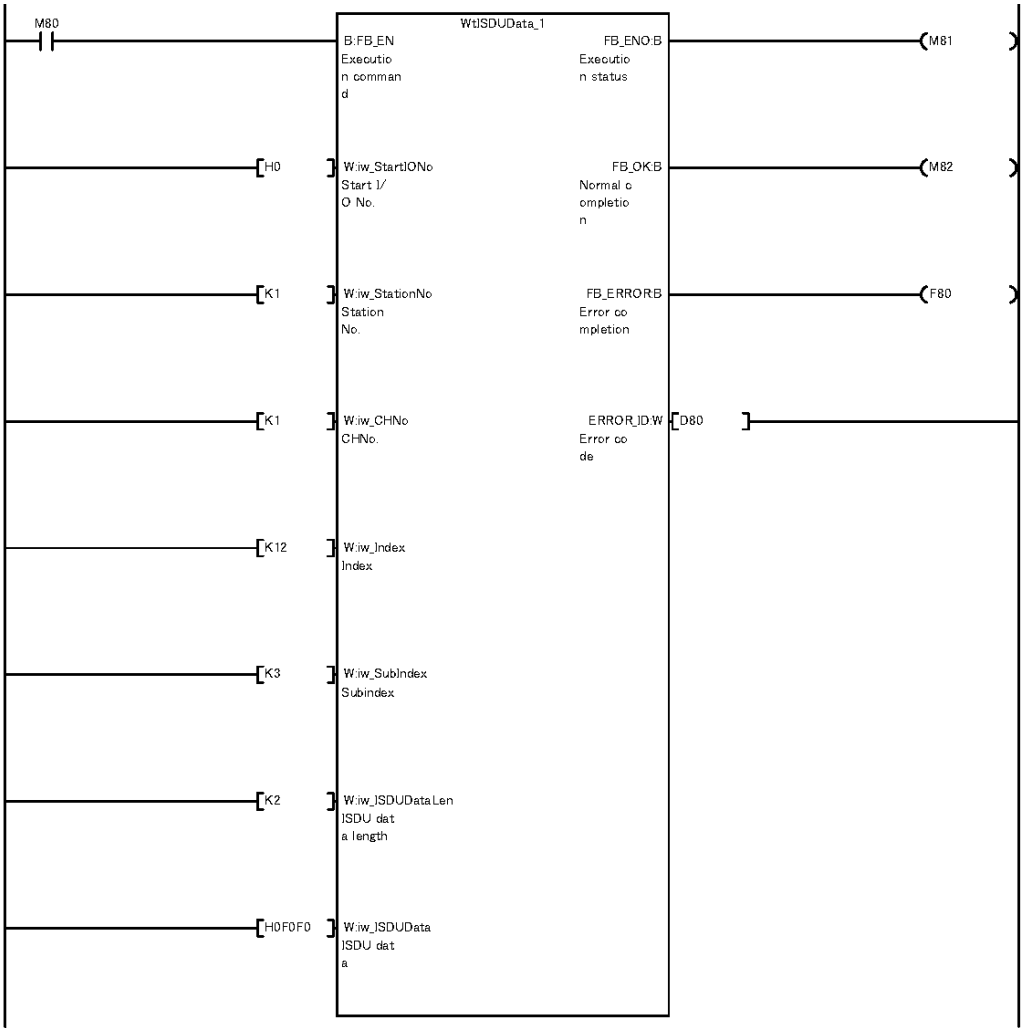 M80
WtISDUData_1
B:FB_EN
FB_ENO:B
M81
Executio
n comman
d
Executio
n status
H0
W:iw_StartIONo
FB_OK:B
M82
Start I/
O No.
Normal c
ompletio
n
K1
W:iw_StationNo
FB_ERROR:B
F80
Station
No.
Error co
mpletion
K1
W:iw_CHNo
ERROR_ID:W
D80
CHNo.
Error co
de
K12
W:iw_Index
Index
K3
W:iw_SubIndex
Subindex
K2
W:iw_ISDUDataLen
ISDU dat
a length
H0F0F0
W:iw_ISDUData
ISDU dat
a